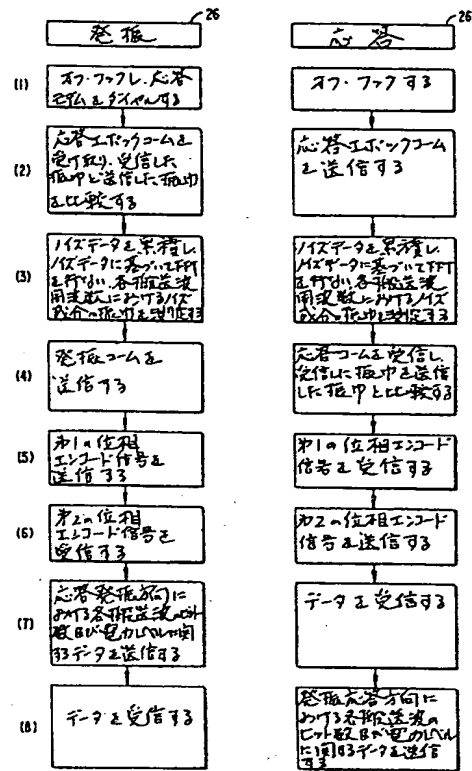 26
発振
26
応答
(1)
オフ・フックし、応答
モデムをダイヤルする
オフ・フックする
(2)
応答エポックコームを
受け取り、受信した
振巾と送信した振巾
を比較する
応答エポックコーム
を送信する
(3)
ノイズデータを累積し、
ノイズデータに基づいてFFT
を行ない、各搬送波
周波数におけるノイズ
成分の振巾を測定する
ノイズデータを累積し、
ノイズデータに基づいてFFT
を行ない、各搬送波
周波数におけるノイズ
成分の振巾を測定する
(4)
発振コームを
送信する
応答コームを受信し、
受信した振巾を送信
した振巾と比較する
(5)
第1の位相
エンコード信号を
送信する
第1の位相エンコード
信号を受信する
(6)
第2の位相
エンコード信号を
受信する
第2の位相エンコード
信号を送信する
(7)
応答発振方向に
おける各搬送波のビット
数及び電力レベルに関
するデータを送信する
データを受信する
(8)
データを受信する
発振応答方向に
おける各搬送波の
ビット数及び電力レベル
に関するデータを送信
する